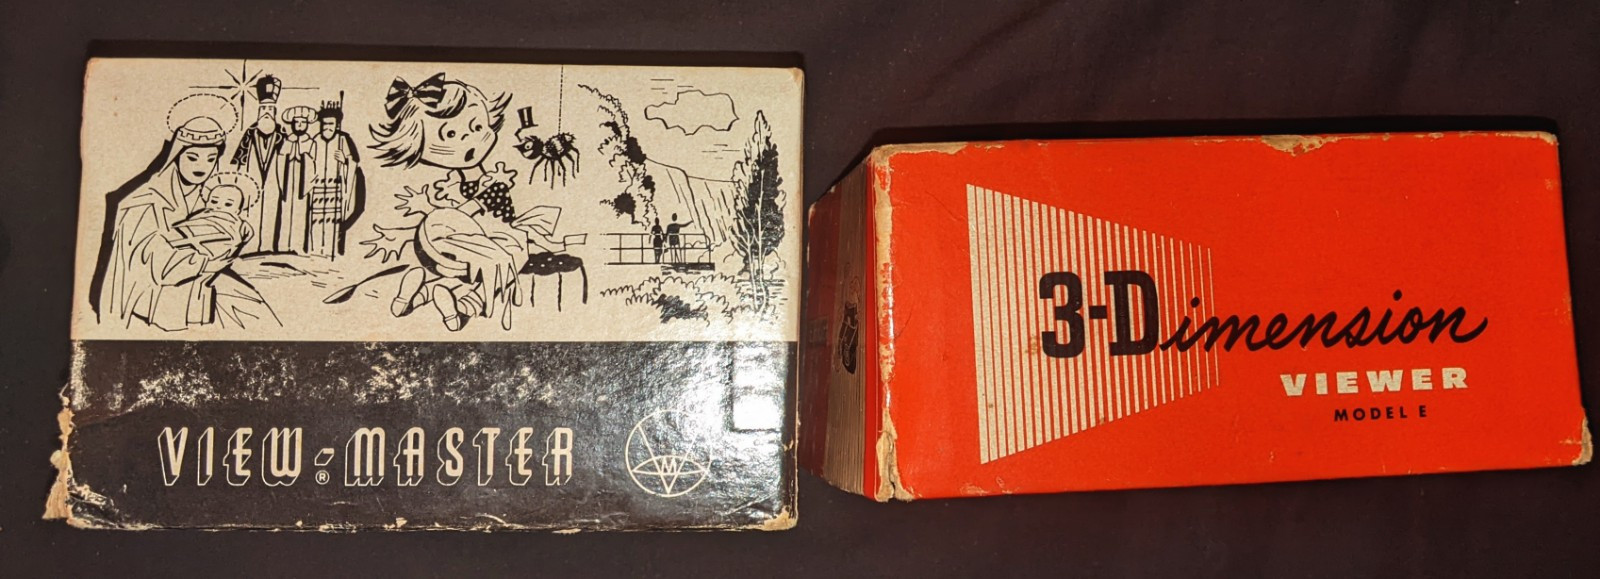 VIEW-MASTER
®
M
3-Dimension
VIEWER
MODEL E